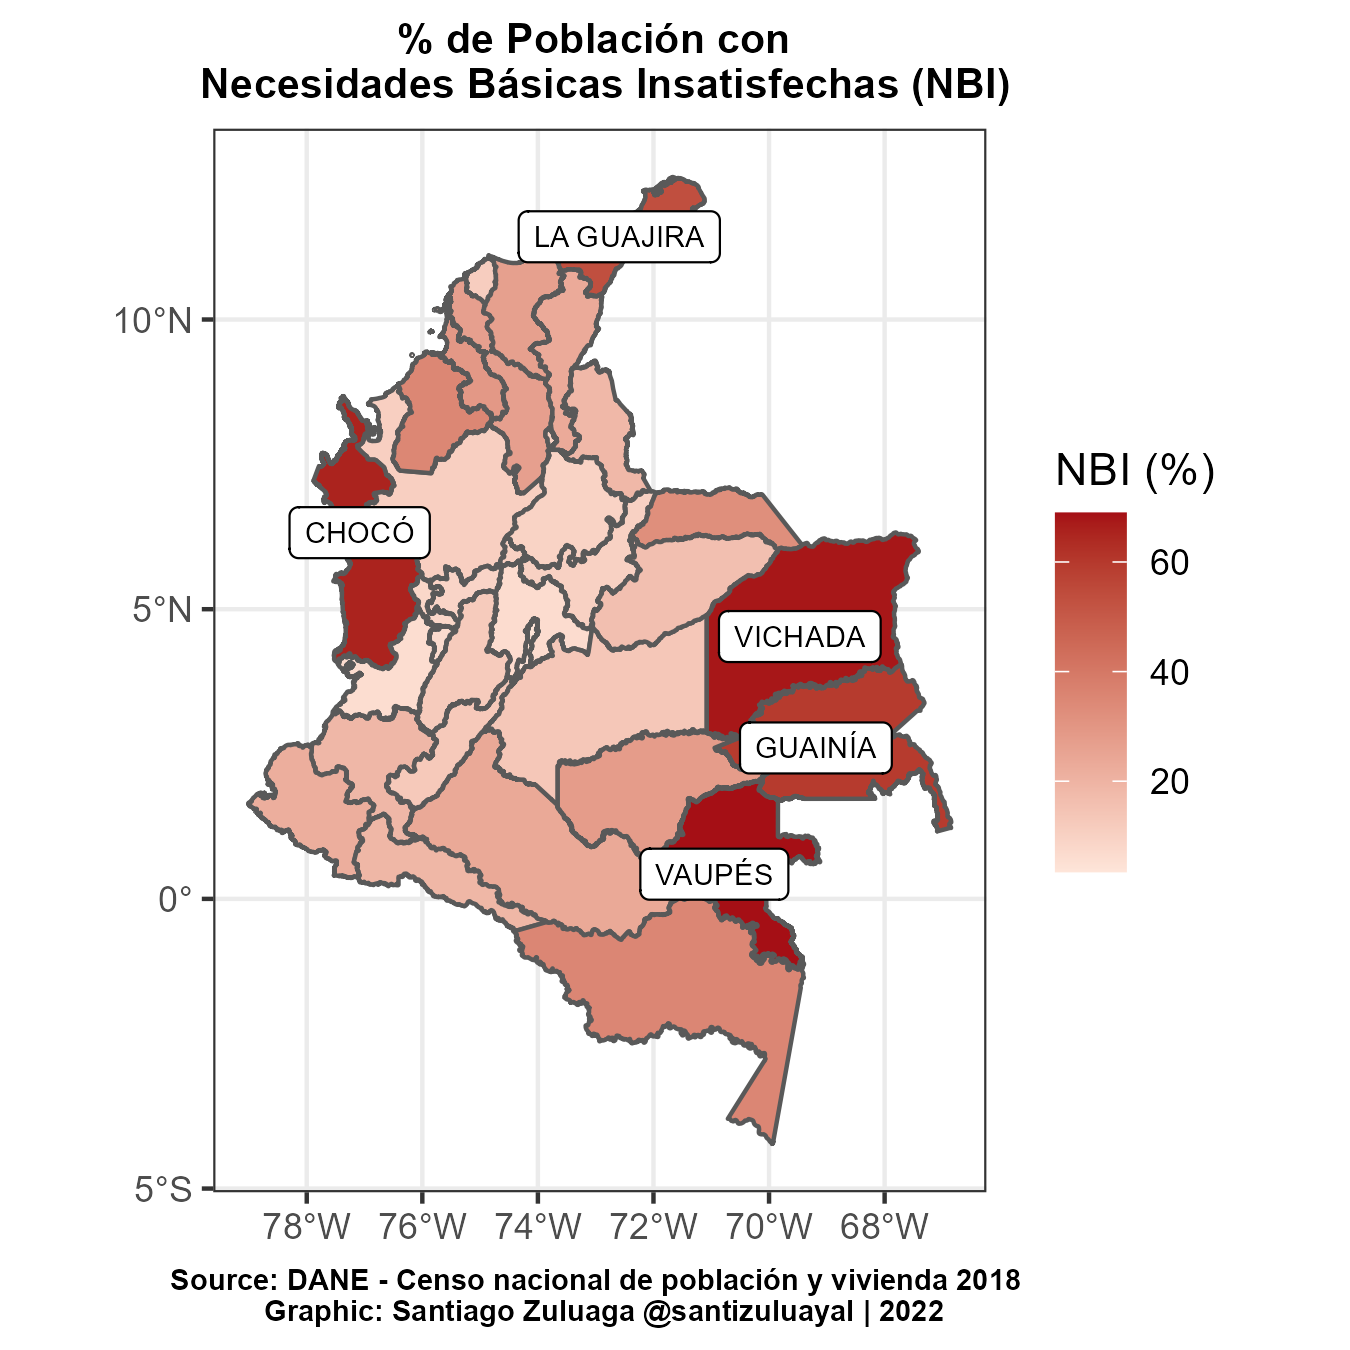 % de Población con
Necesidades Básicas Insatisfechas (NBI)
LA GUAJIRA
CHOCÓ
VICHADA
GUAINÍA
VAUPÉS
10°N
5°N
0°
5°S
78°W 76°W 74°W 72°W 70°W 68°W
NBI (%)
60
40
20
Source: DANE - Censo nacional de población y vivienda 2018
Graphic: Santiago Zuluaga @santizuluayal | 2022